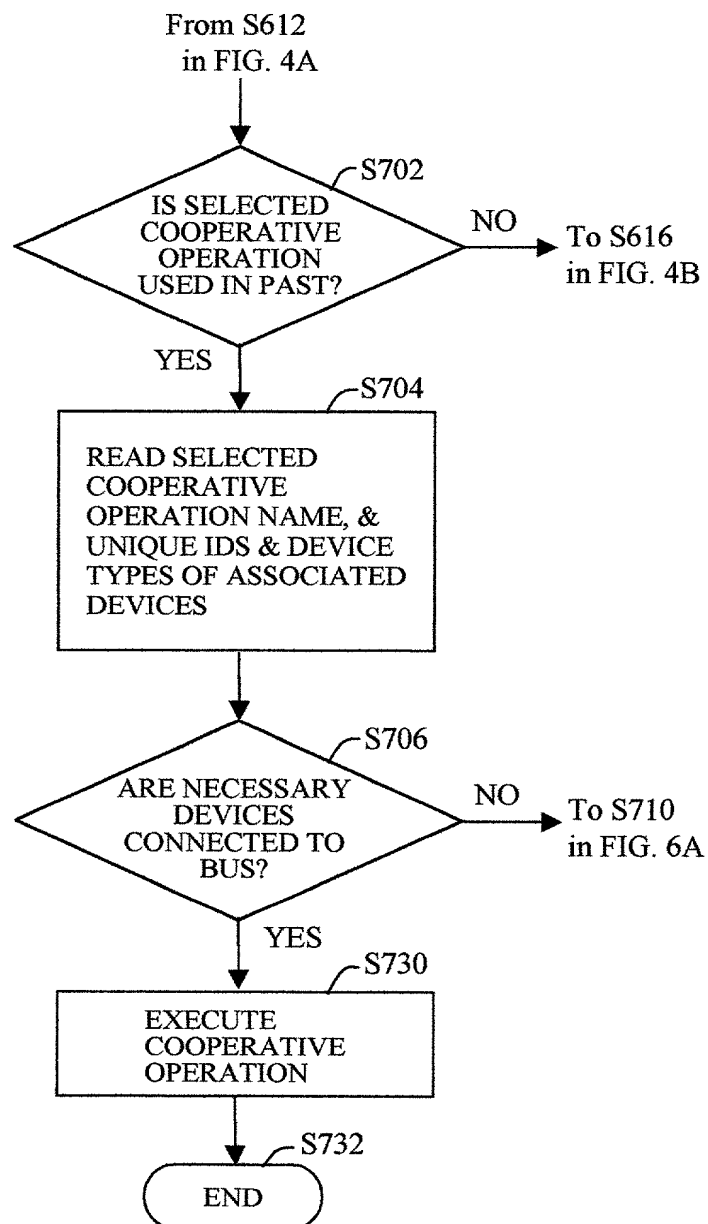 From S612
in FIG. 4A
S702
IS SELECTED
COOPERATIVE
OPERATION
USED IN PAST?
NO
To S616
in FIG. 4B
YES
S704
READ SELECTED
COOPERATIVE
OPERATION NAME, &
UNIQUE IDS & DEVICE
TYPES OF ASSOCIATED
DEVICES
S706
ARE NECESSARY
DEVICES
CONNECTED TO
BUS?
NO
To S710
in FIG. 6A
YES
S730
EXECUTE
COOPERATIVE
OPERATION
S732
END